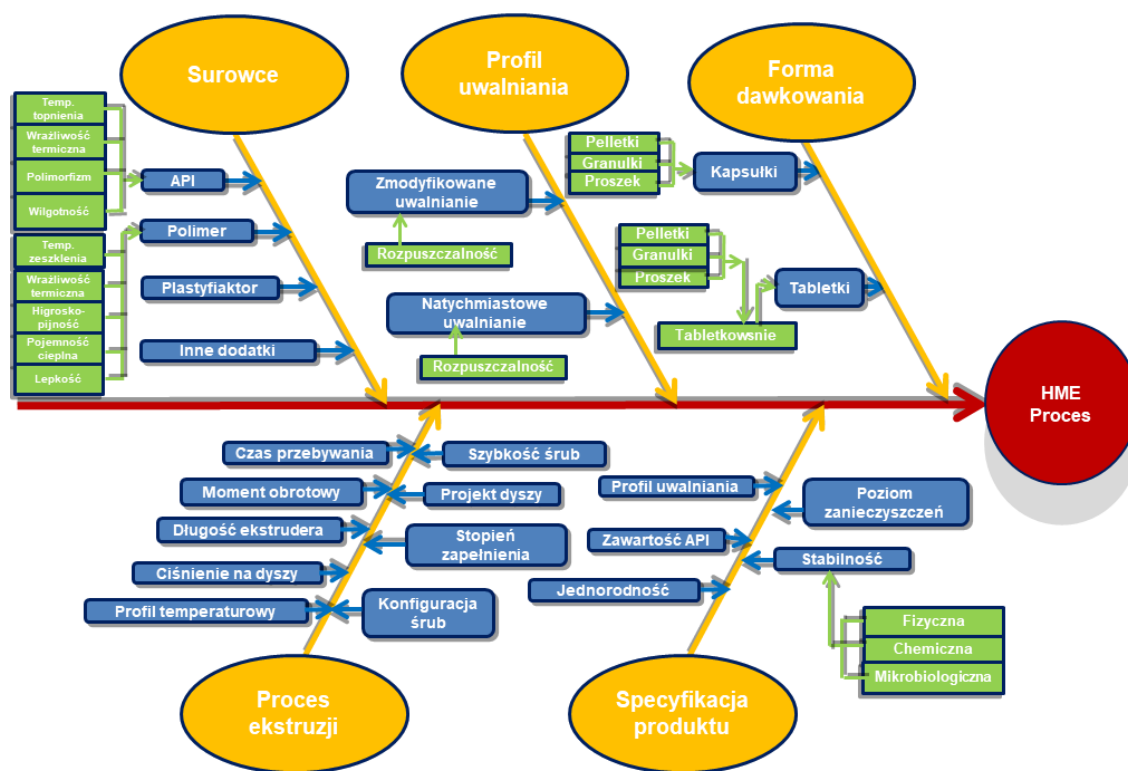 Surowce
Profil
uwalniania
Forma
dawkowania
Temp.
topnienia
Wrażliwość
termiczna
Polimorfizm
Wilgotność
API
Polimer
Temp.
zeszklenia
Wrażliwość
termiczna
Higrosko-
pijność
Pojemność
cieplna
Lepkość
Plastyfiaktor
Inne dodatki
Zmodyfikowane
uwalnianie
Rozpuszczalność
Natychmiastowe
uwalnianie
Rozpuszczalność
Pelletki
Granulki
Proszek
Kapsułki
Pelletki
Granulki
Proszek
Tabletki
Tabletkowsnie
HME
Proces
Czas przebywania
Szybkość śrub
Moment obrotowy
Projekt dyszy
Długość ekstrudera
Stopień
zapełnienia
Ciśnienie na dyszy
Profil temperaturowy
Konfiguracja
śrub
Proces
ekstruzji
Profil uwalniania
Poziom
zanieczyszczeń
Zawartość API
Stabilność
Jednorodność
Fizyczna
Chemiczna
Mikrobiologiczna
Specyfikacja
produktu